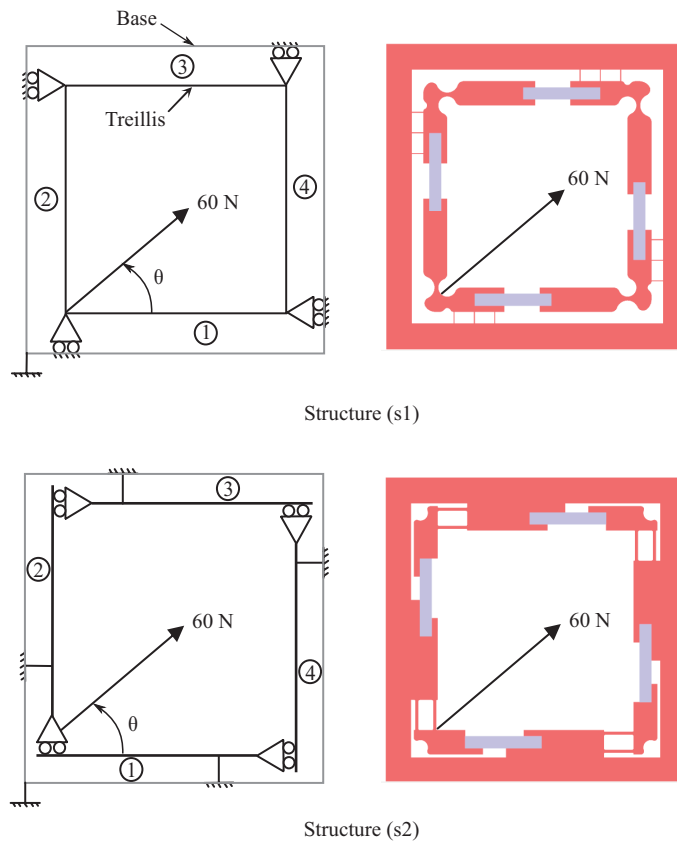 Base
③
Treillis
②
④
60 N
60 N
θ
①
Structure (s1)
③
②
60 N
60 N
④
θ
①
Structure (s2)